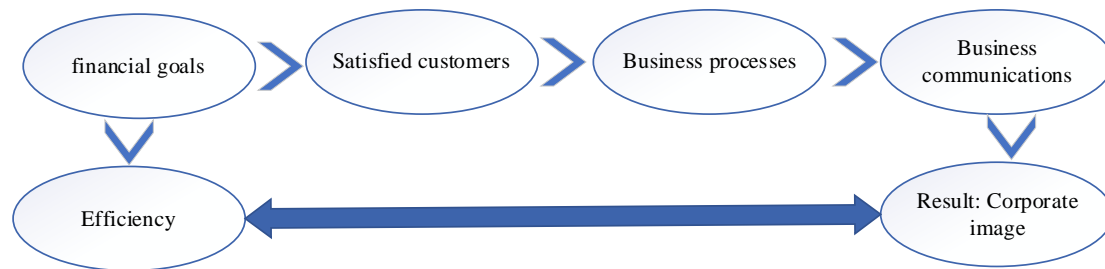 financial goals
Satisfied customers
Business processes
Business
communications
Efficiency
Result: Corporate
image